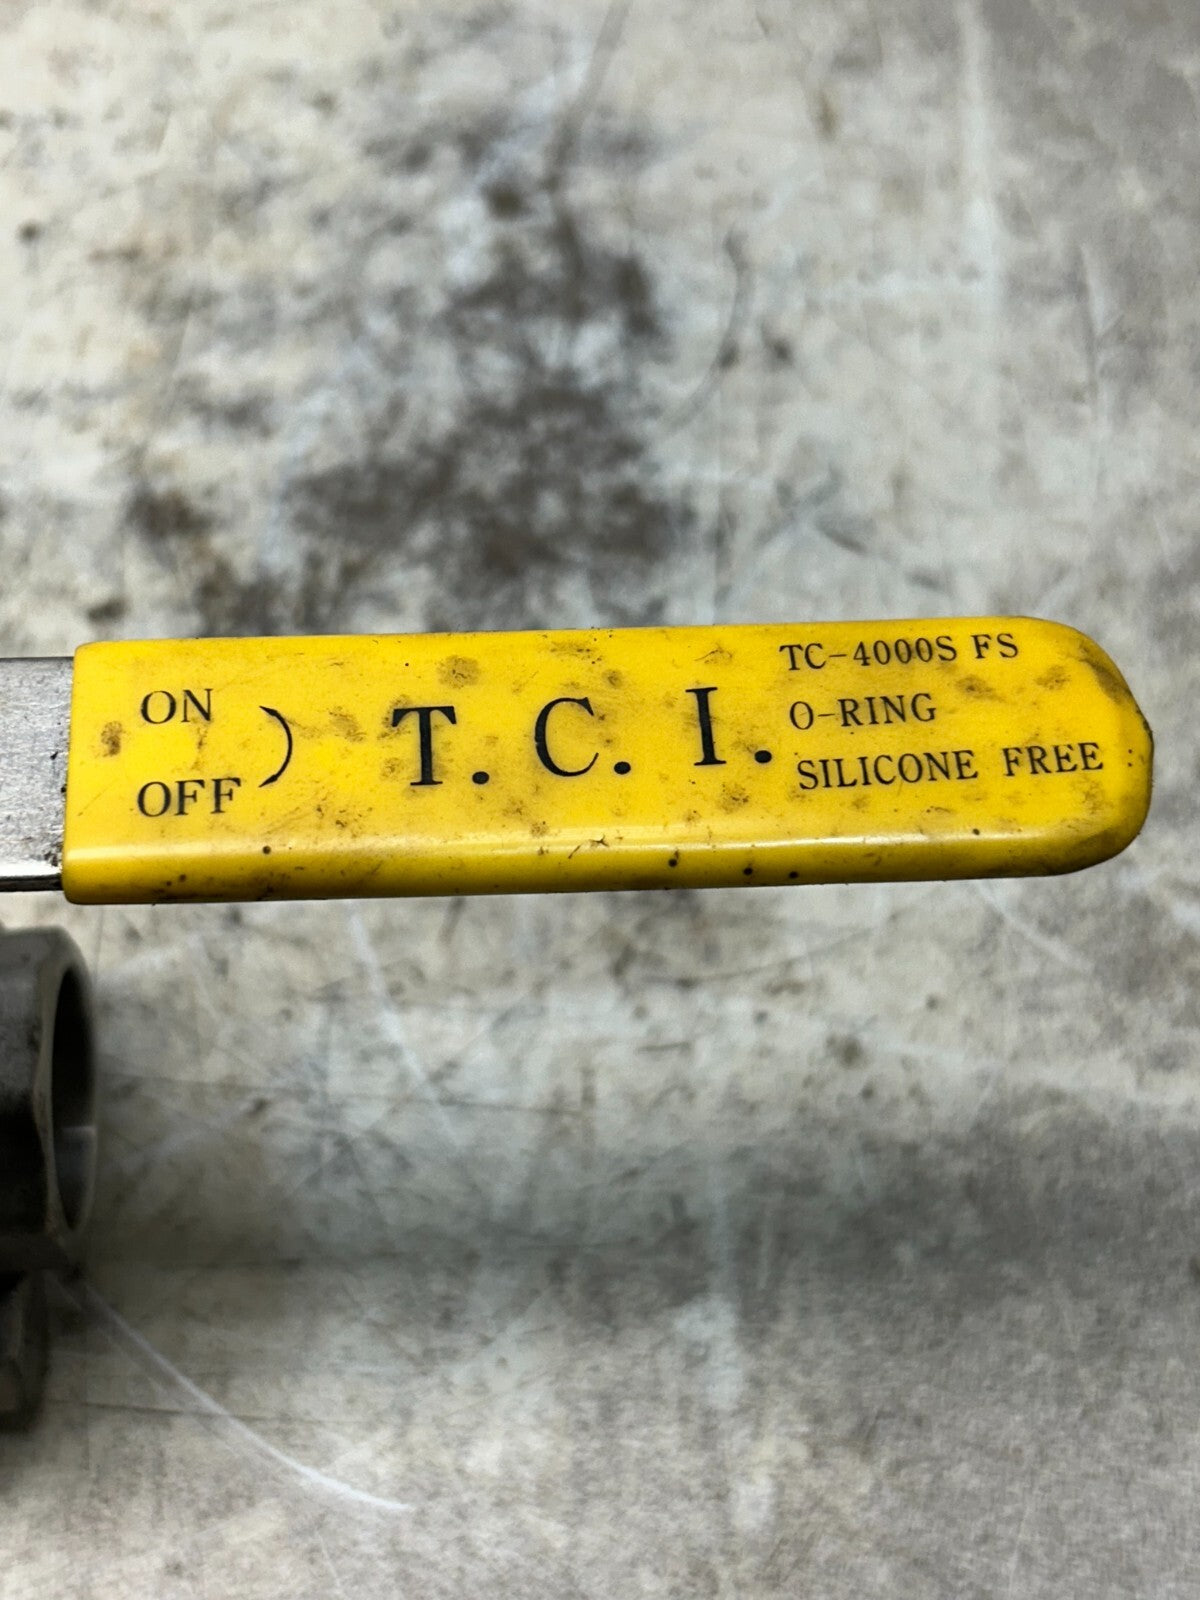 ON
OFF
T. C. I.
TC-4000S FS
O-RING
SILICONE FREE